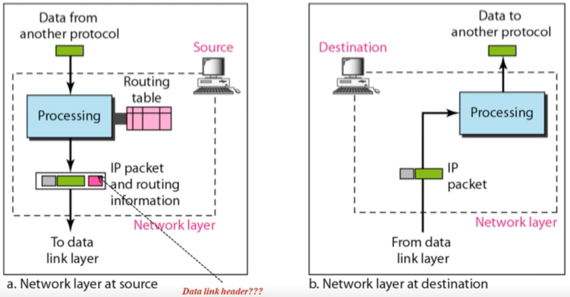 Data from
another protocol
Source
Routing
table
Processing
IP packet
and routing
information
Network layer
To data
link layer
a. Network layer at source
Data link header???
Data to
another protocol
Destination
Processing
IP
packet
Network layer
From data
link layer
b. Network layer at destination